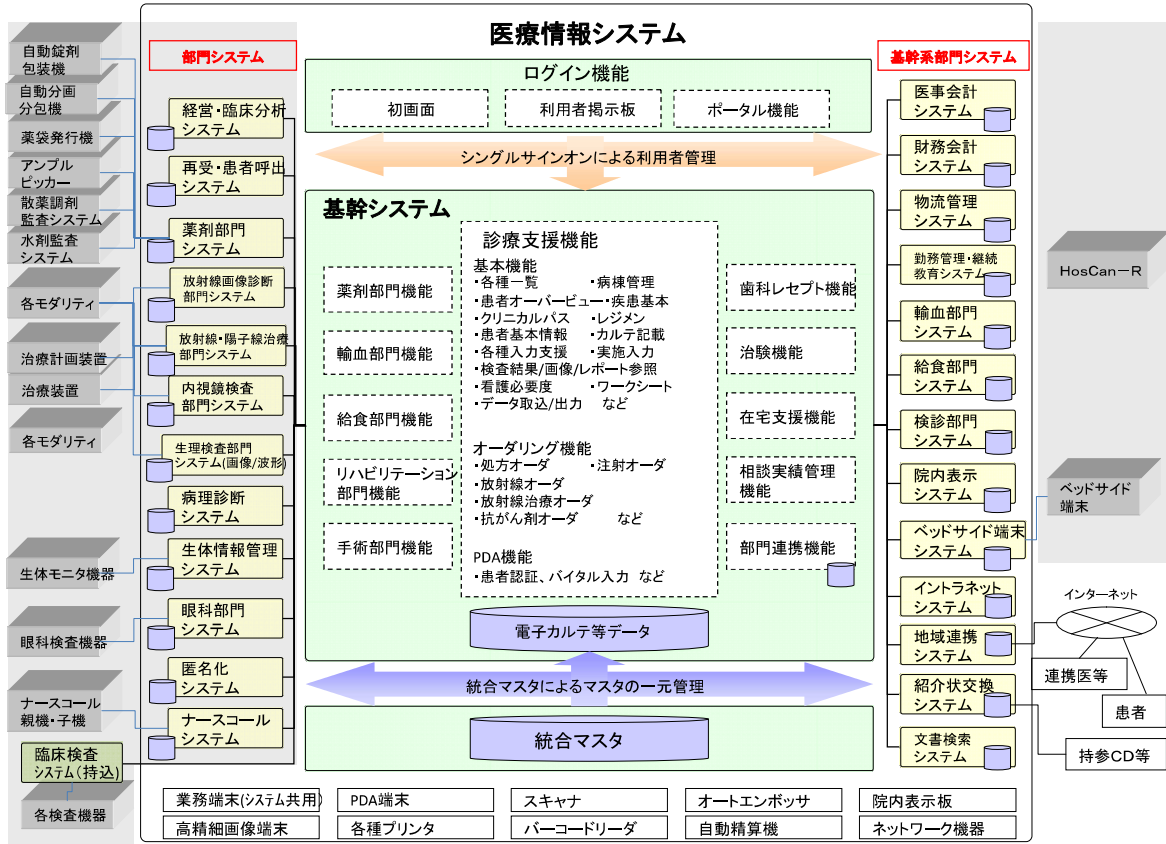 医療情報システム
部門システム
基幹系部門システム
自動錠剤
包装機
自動分画
分包機
薬袋発行機
アンプル
ピッカー
散薬調剤
監査システム
水剤監査
システム
各モダリティ
治療計画装置
治療装置
各モダリティ
生体モニタ機器
眼科検査機器
ナースコール
親機・子機
臨床検査
システム(持込)
各検査機器
経営・臨床分析
システム
再受・患者呼出
システム
薬剤部門
システム
放射線画像診断
部門システム
放射線・陽子線治療
部門システム
内視鏡検査
部門システム
生理検査部門
システム(画像/波形)
病理診断
システム
生体情報管理
システム
眼科部門
システム
匿名化
システム
ナースコール
システム
ログイン機能
初画面
利用者掲示板
ポータル機能
シングルサインオンによる利用者管理
基幹システム
薬剤部門機能
輸血部門機能
給食部門機能
リハビリテーション
部門機能
手術部門機能
診療支援機能
基本機能
・各種一覧 ・病棟管理
・患者オーバービュー・疾患基本
・クリニカルパス ・レジメン
・患者基本情報 ・カルテ記載
・各種入力支援 ・実施入力
・検査結果/画像/レポート参照
・看護必要度 ・ワークシート
・データ取込/出力 など
オーダリング機能
・処方オーダ ・注射オーダ
・放射線オーダ
・放射線治療オーダ
・抗がん剤オーダ など
PDA機能
・患者認証、バイタル入力 など
歯科レセプト機能
治験機能
在宅支援機能
相談実績管理
機能
部門連携機能
電子カルテ等データ
統合マスタによるマスタの一元管理
統合マスタ
医事会計
システム
財務会計
システム
物流管理
システム
勤務管理・継続
教育システム
輸血部門
システム
給食部門
システム
検診部門
システム
院内表示
システム
ベッドサイド端末
システム
イントラネット
システム
地域連携
システム
紹介状交換
システム
文書検索
システム
HosCan－R
ベッドサイド
端末
インターネット
連携医等
患者
持参CD等
業務端末(システム共用)
PDA端末
スキャナ
オートエンボッサ
院内表示板
高精細画像端末
各種プリンタ
バーコードリーダ
自動精算機
ネットワーク機器